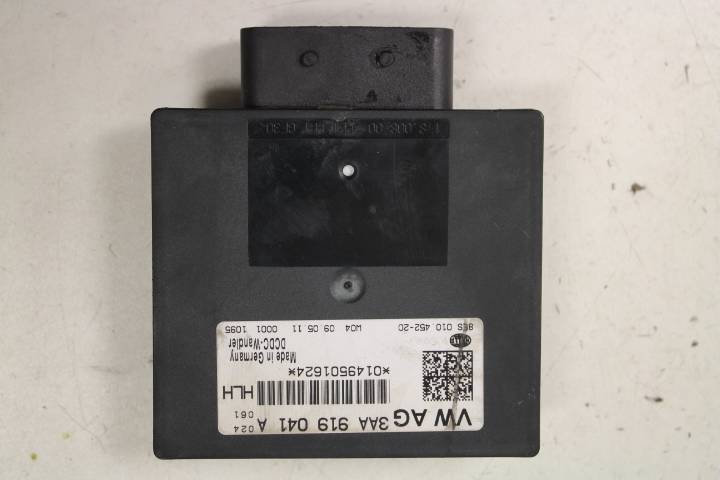 VW AG 3AA 919 041 A
024
061
*0149501624*
HLH
Made in Germany
DCDC-Wandler
8ES 010 452-20 W04 09 05 11 0001 1095